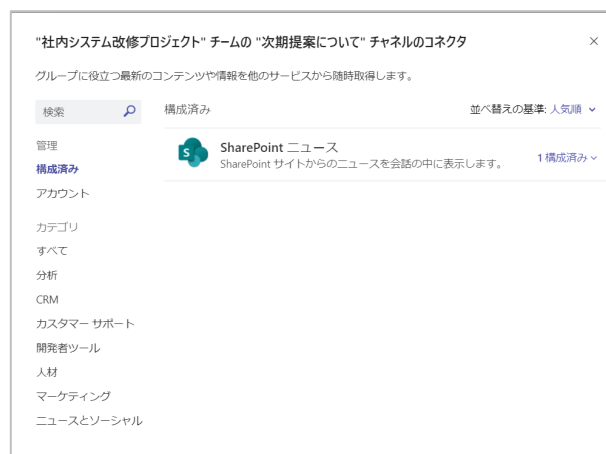 "社内システム改修プロジェクト" チームの "次期提案について" チャネルのコネクタ
グループに役立つ最新のコンテンツや情報を他のサービスから随時取得します。
検索
構成済み
並べ替えの基準: 人気順
管理
構成済み
アカウント
SharePoint ニュース
SharePoint サイトからのニュースを会話の中に表示します。
1 構成済み
カテゴリ
すべて
分析
CRM
カスタマー サポート
開発者ツール
人材
マーケティング
ニュースとソーシャル